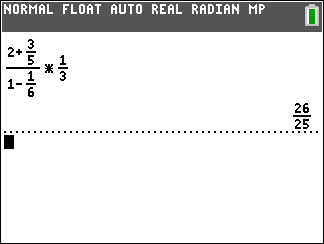 NORMAL FLOAT AUTO REAL RADIAN MP
(2+3/5)/(1-1/6)*1/3
26/25